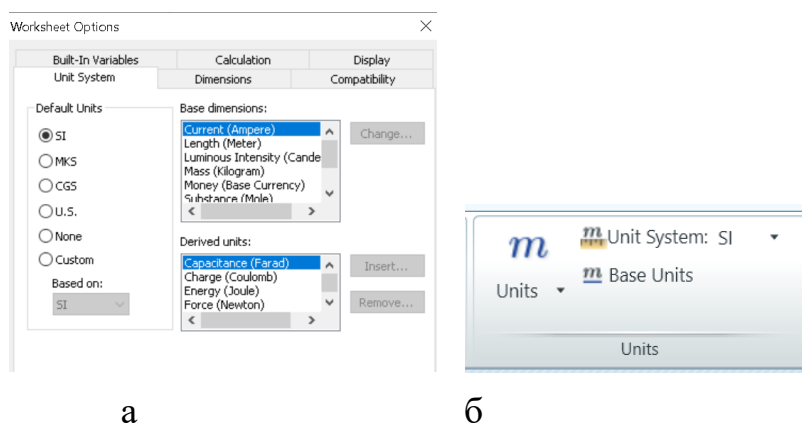 Worksheet Options
Built-In Variables Calculation Display
Unit System Dimensions Compatibility
Default Units
SI
MKS
CGS
U.S.
None
Custom
Based on:
SI
Base dimensions:
Current (Ampere)
Length (Meter)
Luminous Intensity (Cande
Mass (Kilogram)
Money (Base Currency)
Substance (Mole)
Change...
Derived units:
Capacitance (Farad)
Charge (Coulomb)
Energy (Joule)
Force (Newton)
Insert...
Remove...
m
Units
m Unit System: SI
m Base Units
Units
а б